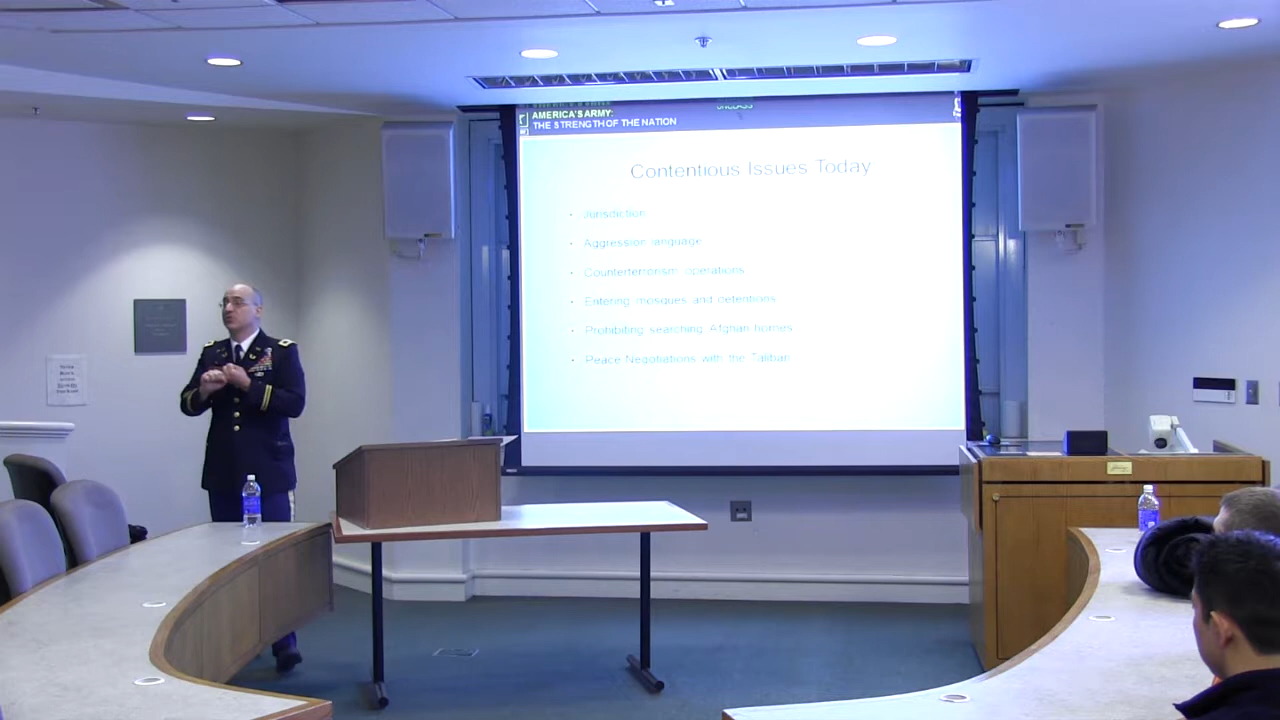 UNCLASS
AMERICA'S ARMY:
THE STRENGTH OF THE NATION
Contentious Issues Today
· Jurisdiction
· Aggression language
· Counterterrorism operations
· Entering mosques and detentions
· Prohibiting searching Afghan homes
· Peace Negotiations with the Taliban